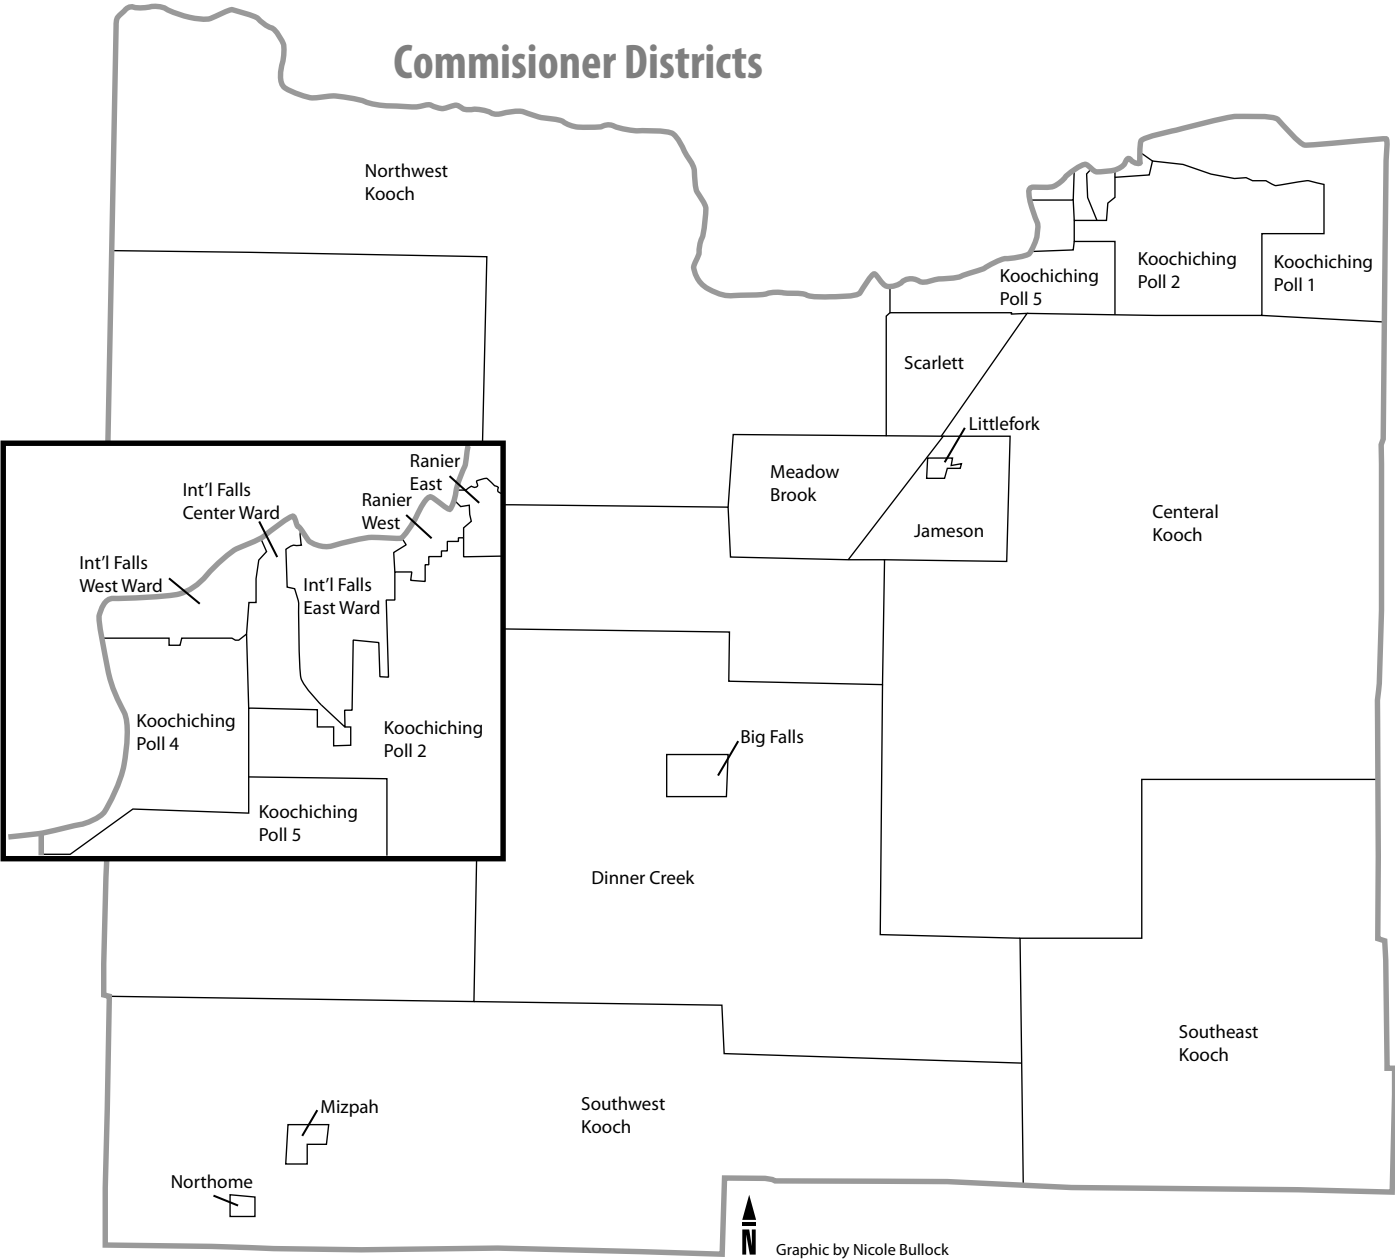 Commisioner Districts
Northwest
Kooch
Koochiching
Poll 5
Koochiching
Poll 2
Koochiching
Poll 1
Scarlett
Littlefork
Meadow
Brook
Jameson
Centeral
Kooch
Ranier
East
Int'l Falls
Center Ward
Ranier
West
Int'l Falls
West Ward
Int'l Falls
East Ward
Koochiching
Poll 4
Koochiching
Poll 2
Koochiching
Poll 5
Big Falls
Dinner Creek
Southeast
Kooch
Southwest
Kooch
Mizpah
Northome
N
Graphic by Nicole Bullock